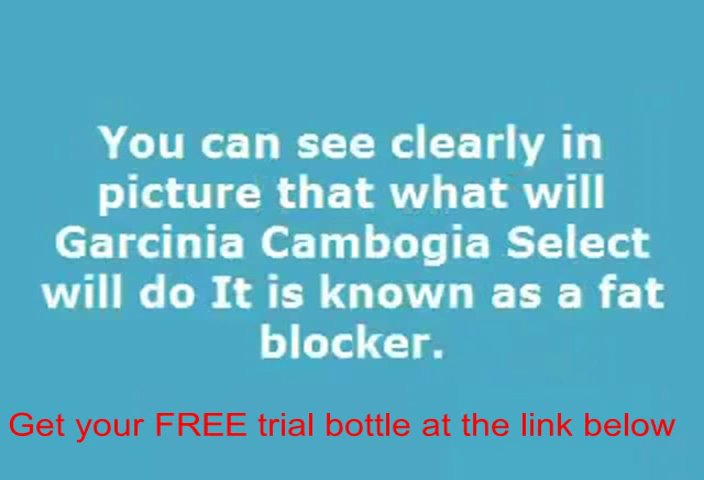 You can see clearly in
picture that what will
Garcinia Cambogia Select
will do It is known as a fat
blocker.
Get your FREE trial bottle at the link below